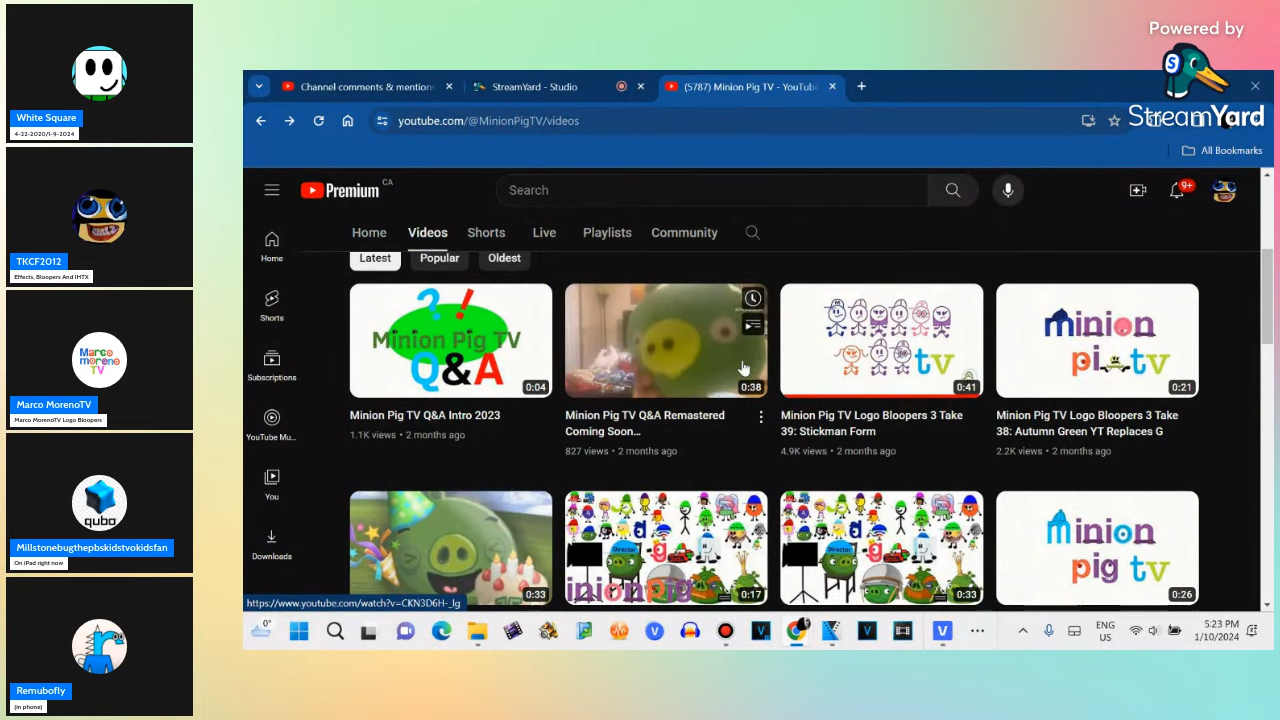 Powered by
StreamYard
White Square
4-22-2020/1-9-2024
TKCF2012
Effects, Bloopers And IHTX
Marco MorenoTV
Marco MorenoTV Logo Bloopers
qubo
Millstonebugthepbskidstvokidsfan
On iPad right now
Remubofly
(In phone)
Channel comments & mention
StreamYard - Studio
(5787) Minion Pig TV - YouTube
youtube.com/@MinionPigTV/videos
All Bookmarks
Premium CA
Search
9+
Home
Videos
Shorts
Live
Playlists
Community
Latest
Popular
Oldest
Home
Shorts
Subscriptions
YouTube Mu...
You
Downloads
? !
Minion Pig TV
Q&A
0:04
Minion Pig TV Q&A Intro 2023
1.1K views • 2 months ago
0:38
Minion Pig TV Q&A Remastered
Coming Soon...
827 views • 2 months ago
tv
0:41
Minion Pig TV Logo Bloopers 3 Take
39: Stickman Form
4.9K views • 2 months ago
minion
pi tv
0:21
Minion Pig TV Logo Bloopers 3 Take
38: Autumn Green YT Replaces G
2.2K views • 2 months ago
0:33
Director
0:17
Director
0:33
minion
pig tv
0:26
https://www.youtube.com/watch?v=CKN3D6H-_lg
0°
ENG
US
5:23 PM
1/10/2024